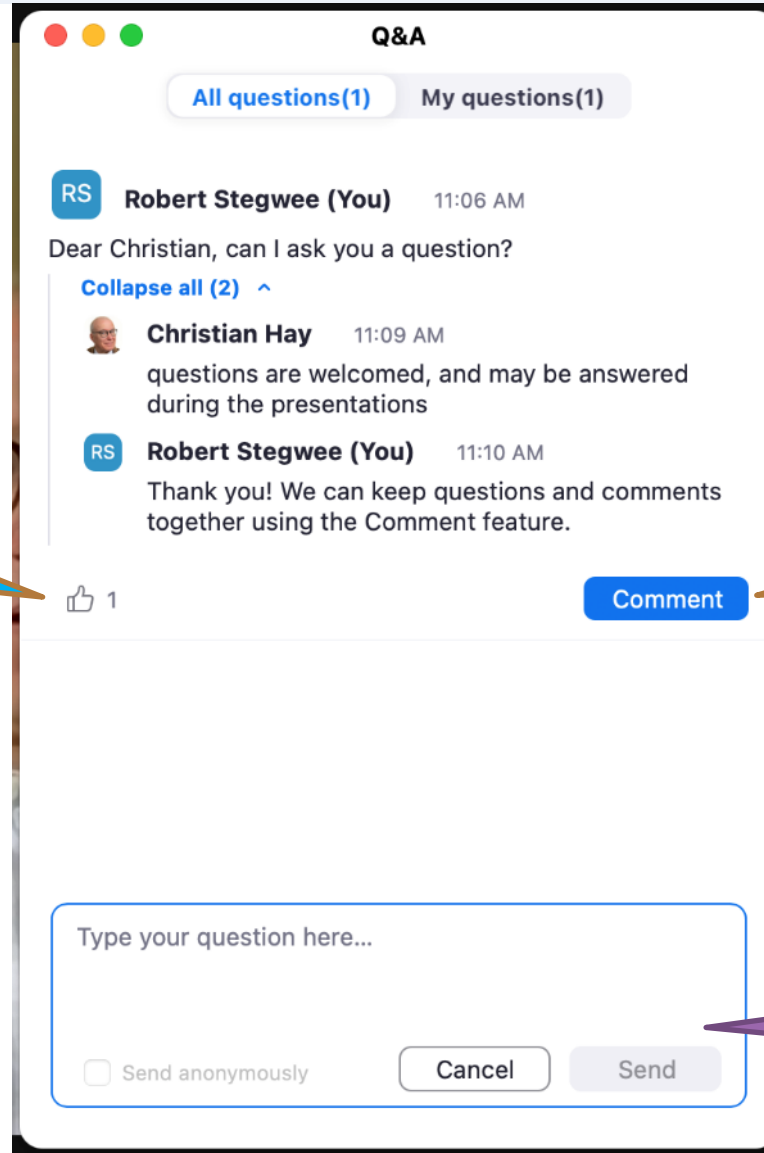 Q&A
All questions(1) My questions(1)
RS Robert Stegwee (You) 11:06 AM
Dear Christian, can I ask you a question?
Collapse all (2)
Christian Hay 11:09 AM
questions are welcomed, and may be answered
during the presentations
RS Robert Stegwee (You) 11:10 AM
Thank you! We can keep questions and comments
together using the Comment feature.
1 Comment
Type your question here...
Send anonymously Cancel Send